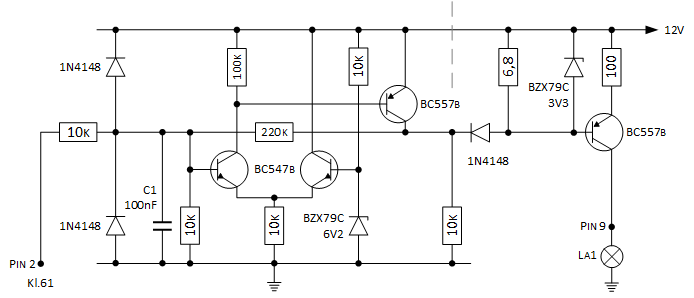 12V
1N4148
100K
10K
6,8
BZX79C
3V3
100
BC557B
10K
220K
BC557B
1N4148
BC547B
C1
100nF
1N4148
10K
10K
BZX79C
6V2
10K
PIN 9
LA1
PIN 2
Kl.61